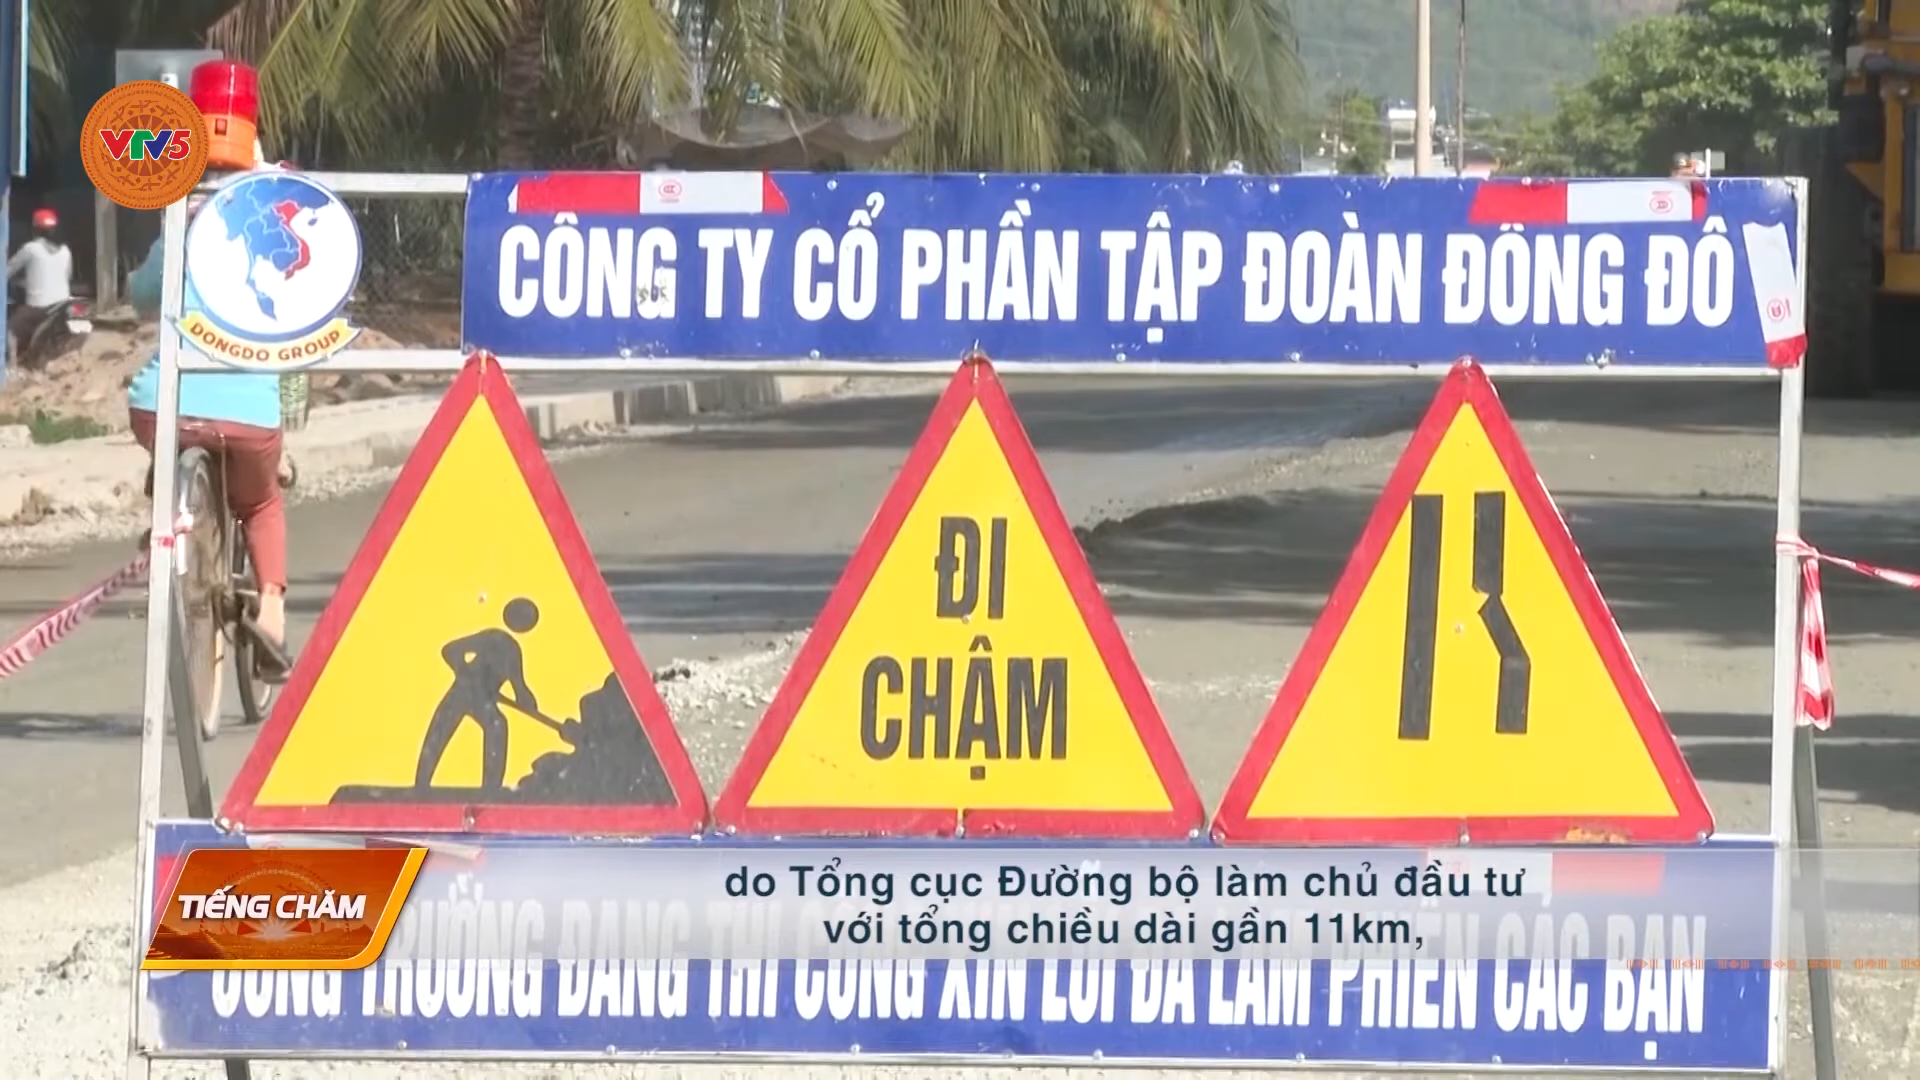 VTV5
DONGDO GROUP
CÔNG TY CỔ PHẦN TẬP ĐOÀN ĐÔNG ĐÔ
ĐI
CHẬM
TIẾNG CHĂM
do Tổng cục Đường bộ làm chủ đầu tư
với tổng chiều dài gần 11km,
CÔNG TRƯỜNG ĐANG THI CÔNG XIN LỖI ĐÃ LÀM PHIỀN CÁC BẠN